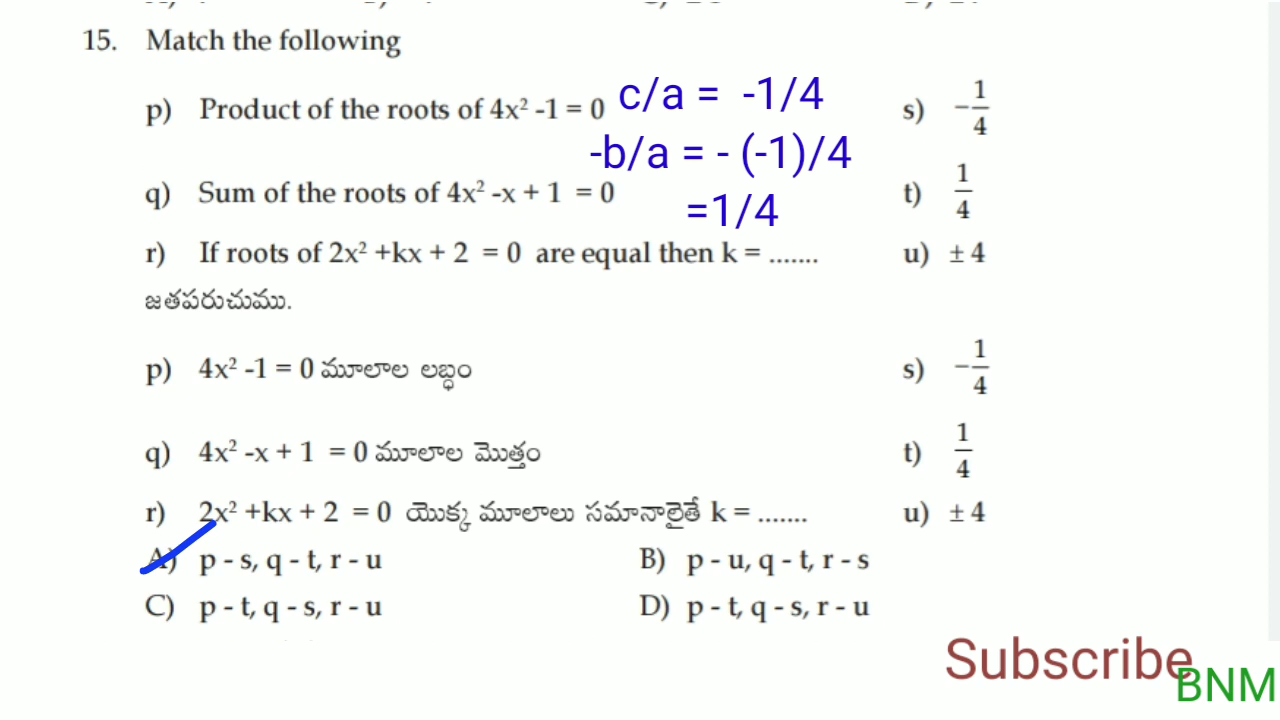 15. Match the following
p) Product of the roots of 4x² -1 = 0 c/a = -1/4 s) -1/4
-b/a = - (-1)/4
q) Sum of the roots of 4x² -x + 1 = 0 t) 1/4
=1/4
r) If roots of 2x² +kx + 2 = 0 are equal then k = ....... u) ± 4
జతపరుచుము.
p) 4x² -1 = 0 మూలాల లబ్ధం s) -1/4
q) 4x² -x + 1 = 0 మూలాల మొత్తం t) 1/4
r) 2x² +kx + 2 = 0 యొక్క మూలాలు సమానాలైతే k = ....... u) ± 4
A) p - s, q - t, r - u B) p - u, q - t, r - s
C) p - t, q - s, r - u D) p - t, q - s, r - u
Subscribe
BNM